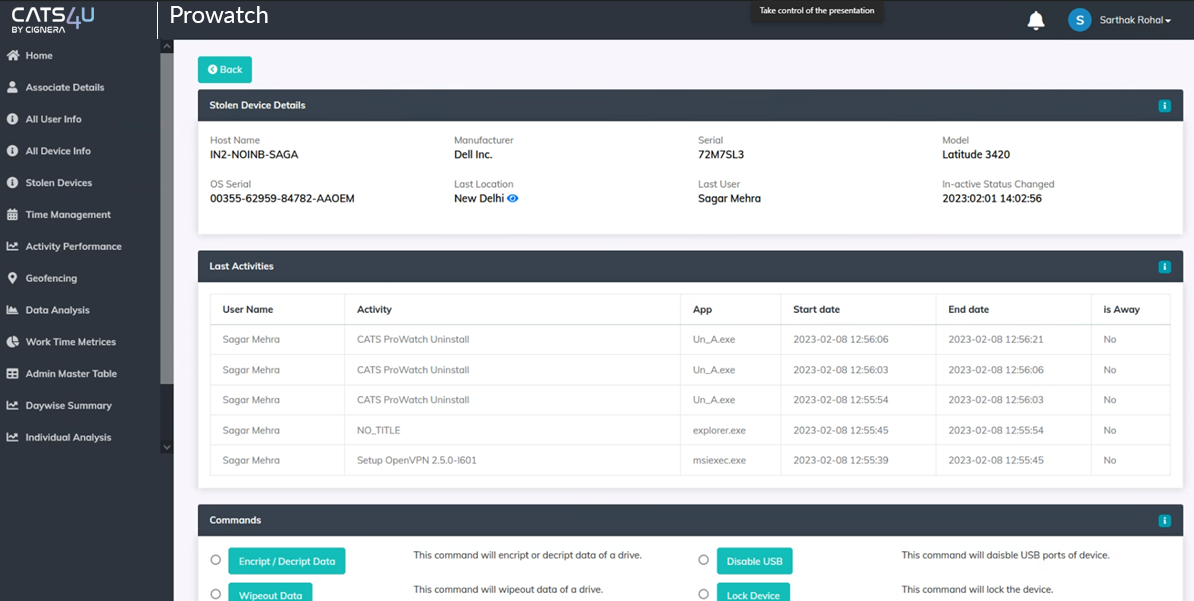 CATS4U
BY CIGNERA
Prowatch
Take control of the presentation
S
Sarthak Rohal
Home
Associate Details
All User Info
All Device Info
Stolen Devices
Time Management
Activity Performance
Geofencing
Data Analysis
Work Time Metrices
Admin Master Table
Daywise Summary
Individual Analysis
Back
Stolen Device Details
Host Name Manufacturer Serial Model
IN2-NOINB-SAGA Dell Inc. 72M7SL3 Latitude 3420
OS Serial Last Location Last User In-active Status Changed
00355-62959-84782-AAOEM New Delhi Sagar Mehra 2023:02:01 14:02:56
Last Activities
User Name Activity App Start date End date is Away
Sagar Mehra CATS ProWatch Uninstall Un_A.exe 2023-02-08 12:56:06 2023-02-08 12:56:21 No
Sagar Mehra CATS ProWatch Uninstall Un_A.exe 2023-02-08 12:56:03 2023-02-08 12:56:06 No
Sagar Mehra CATS ProWatch Uninstall Un_A.exe 2023-02-08 12:55:54 2023-02-08 12:56:03 No
Sagar Mehra NO_TITLE explorer.exe 2023-02-08 12:55:45 2023-02-08 12:55:54 No
Sagar Mehra Setup OpenVPN 2.5.0-I601 msiexec.exe 2023-02-08 12:55:39 2023-02-08 12:55:45 No
Commands
Encript / Decript Data This command will encript or decript data of a drive. Disable USB This command will daisble USB ports of device.
Wipeout Data This command will wipeout data of a drive. Lock Device This command will lock the device.